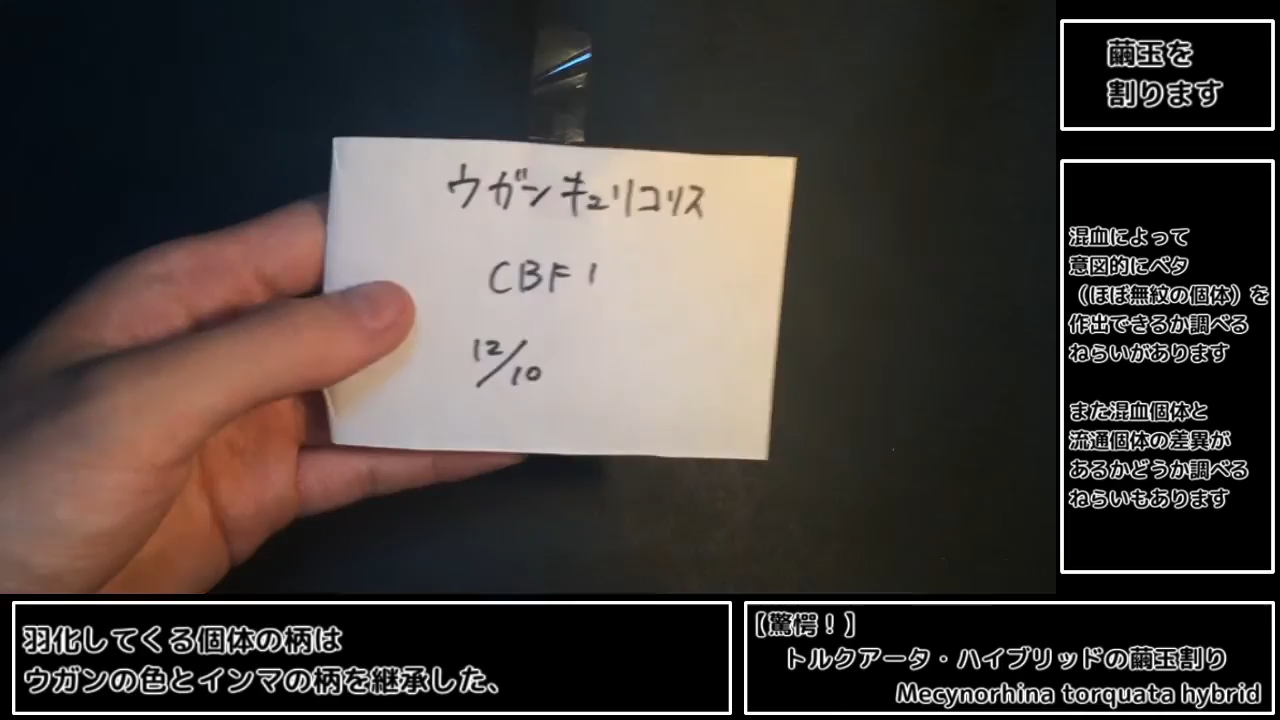 ウガンキュリコリス
CBF1
12/10
繭玉を
割ります
混血によって
意図的にベタ
（ほぼ無紋の個体）を
作出できるか調べる
ねらいがあります
また混血個体と
流通個体の差異が
あるかどうか調べる
ねらいもあります
羽化してくる個体の柄は
ウガンの色とインマの柄を継承した、
【驚愕！】
トルクアータ・ハイブリッドの繭玉割り
Mecynorhina torquata hybrid